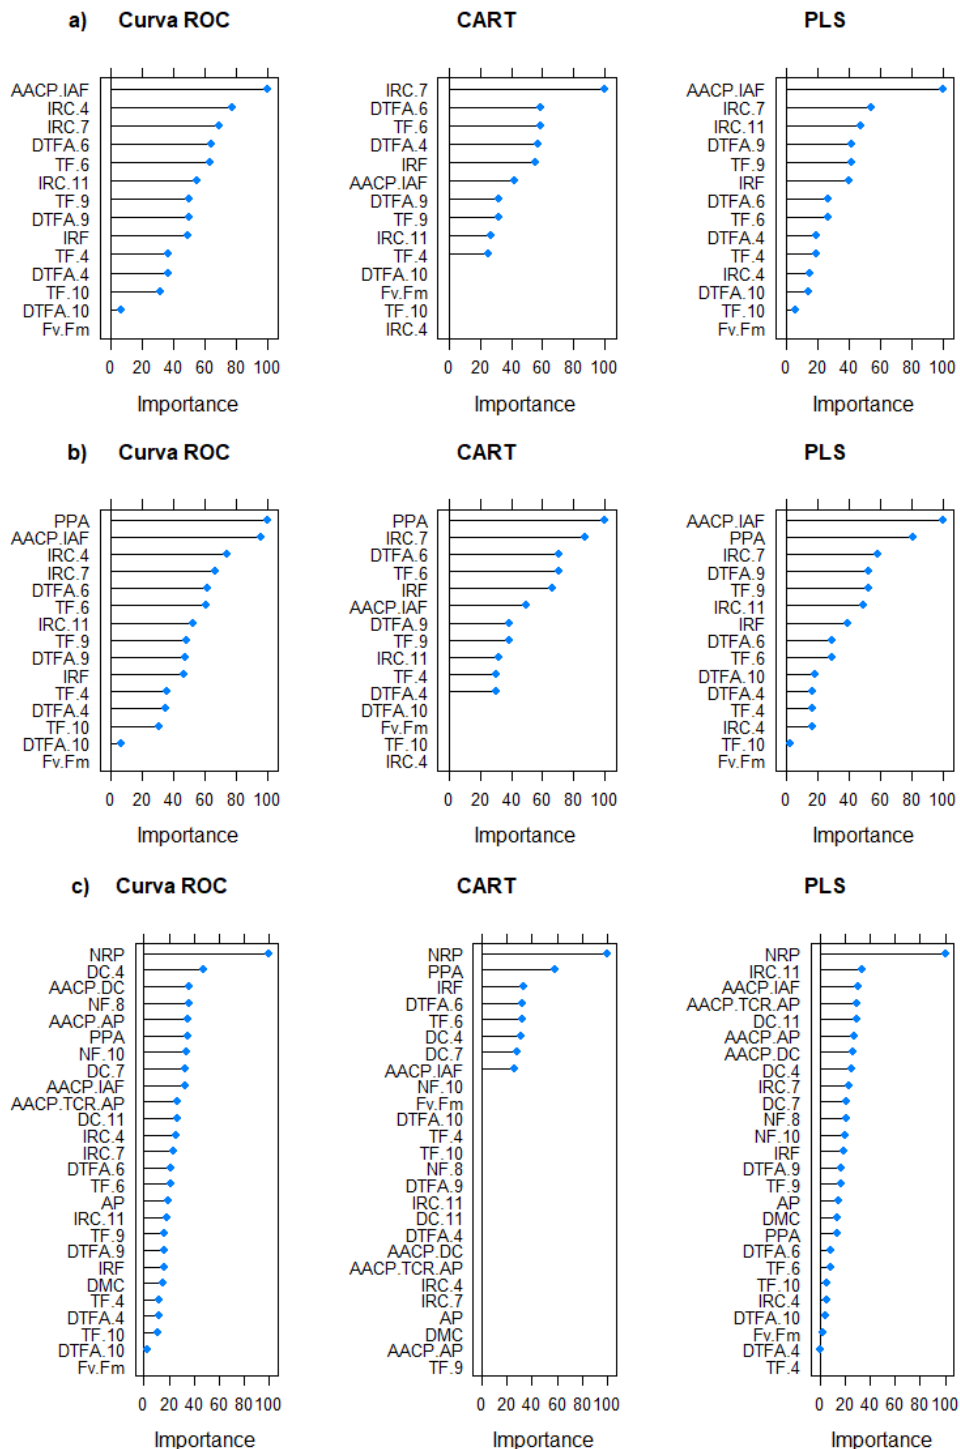 a) Curva ROC CART PLS
AACP.IAF
IRC.4
IRC.7
DTFA.6
TF.6
IRC.11
TF.9
DTFA.9
IRF
TF.4
DTFA.4
TF.10
DTFA.10
Fv.Fm
0 20 40 60 80 100
Importance
IRC.7
DTFA.6
TF.6
DTFA.4
IRF
AACP.IAF
DTFA.9
TF.9
IRC.11
TF.4
DTFA.10
Fv.Fm
TF.10
IRC.4
0 20 40 60 80 100
Importance
AACP.IAF
IRC.7
IRC.11
DTFA.9
TF.9
IRF
DTFA.6
TF.6
DTFA.4
TF.4
IRC.4
DTFA.10
TF.10
Fv.Fm
0 20 40 60 80 100
Importance
b) Curva ROC CART PLS
PPA
AACP.IAF
IRC.4
IRC.7
DTFA.6
TF.6
IRC.11
TF.9
DTFA.9
IRF
TF.4
DTFA.4
TF.10
DTFA.10
Fv.Fm
0 20 40 60 80 100
Importance
PPA
IRC.7
DTFA.6
TF.6
IRF
AACP.IAF
DTFA.9
TF.9
IRC.11
TF.4
DTFA.4
DTFA.10
Fv.Fm
TF.10
IRC.4
0 20 40 60 80 100
Importance
AACP.IAF
PPA
IRC.7
DTFA.9
TF.9
IRC.11
IRF
DTFA.6
TF.6
DTFA.10
DTFA.4
TF.4
IRC.4
TF.10
Fv.Fm
0 20 40 60 80 100
Importance
c) Curva ROC CART PLS
NRP
DC.4
AACP.DC
NF.8
AACP.AP
PPA
NF.10
DC.7
AACP.IAF
AACP.TCR.AP
DC.11
IRC.4
IRC.7
DTFA.6
TF.6
AP
IRC.11
TF.9
DTFA.9
IRF
DMC
TF.4
DTFA.4
TF.10
DTFA.10
Fv.Fm
0 20 40 60 80 100
Importance
NRP
PPA
IRF
DTFA.6
TF.6
DC.4
DC.7
AACP.IAF
NF.10
Fv.Fm
DTFA.10
TF.4
TF.10
NF.8
DTFA.9
IRC.11
DC.11
DTFA.4
AACP.DC
AACP.TCR.AP
IRC.4
IRC.7
AP
DMC
AACP.AP
TF.9
0 20 40 60 80 100
Importance
NRP
IRC.11
AACP.IAF
AACP.TCR.AP
DC.11
AACP.AP
AACP.DC
DC.4
IRC.7
DC.7
NF.8
NF.10
IRF
DTFA.9
TF.9
AP
DMC
PPA
DTFA.6
TF.6
TF.10
IRC.4
DTFA.10
Fv.Fm
DTFA.4
TF.4
0 20 40 60 80 100
Importance